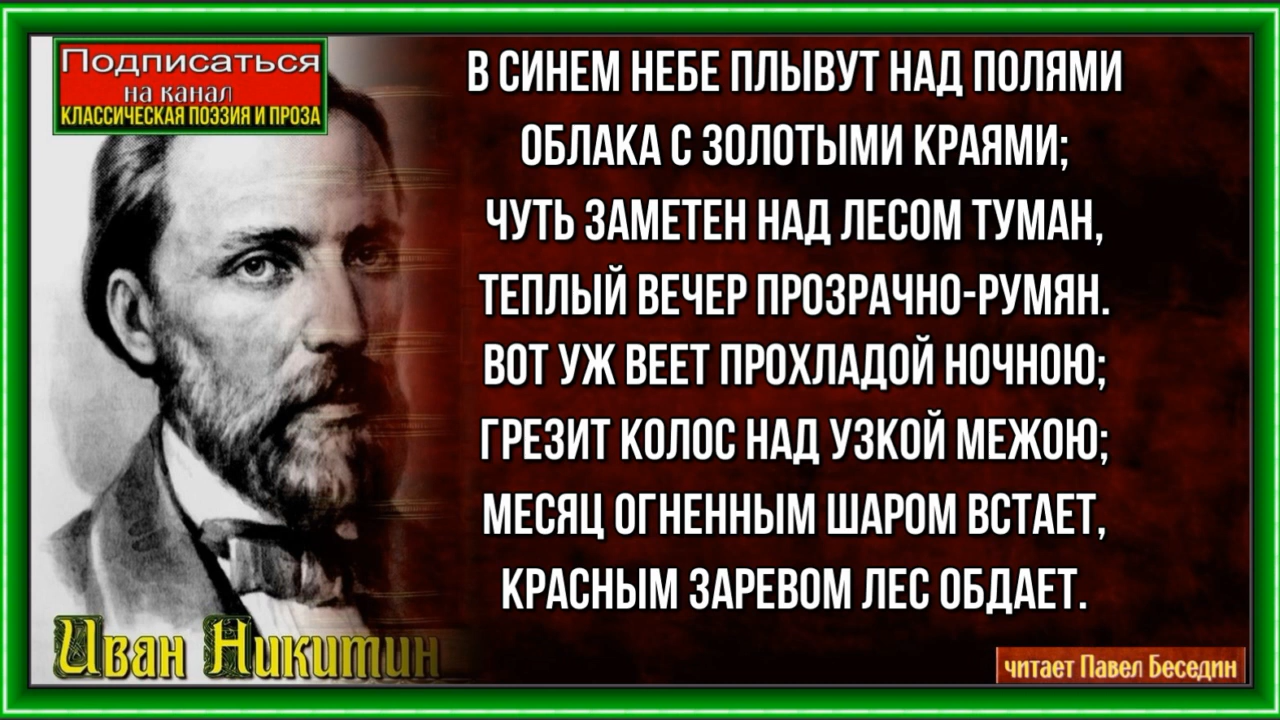 Подписаться
на канал
КЛАССИЧЕСКАЯ ПОЭЗИЯ И ПРОЗА
В СИНЕМ НЕБЕ ПЛЫВУТ НАД ПОЛЯМИ
ОБЛАКА С ЗОЛОТЫМИ КРАЯМИ;
ЧУТЬ ЗАМЕТЕН НАД ЛЕСОМ ТУМАН,
ТЕПЛЫЙ ВЕЧЕР ПРОЗРАЧНО-РУМЯН.
ВОТ УЖ ВЕЕТ ПРОХЛАДОЙ НОЧНОЮ;
ГРЕЗИТ КОЛОС НАД УЗКОЙ МЕЖОЮ;
МЕСЯЦ ОГНЕННЫМ ШАРОМ ВСТАЕТ,
КРАСНЫМ ЗАРЕВОМ ЛЕС ОБДАЕТ.
Иван Никитин
читает Павел Беседин